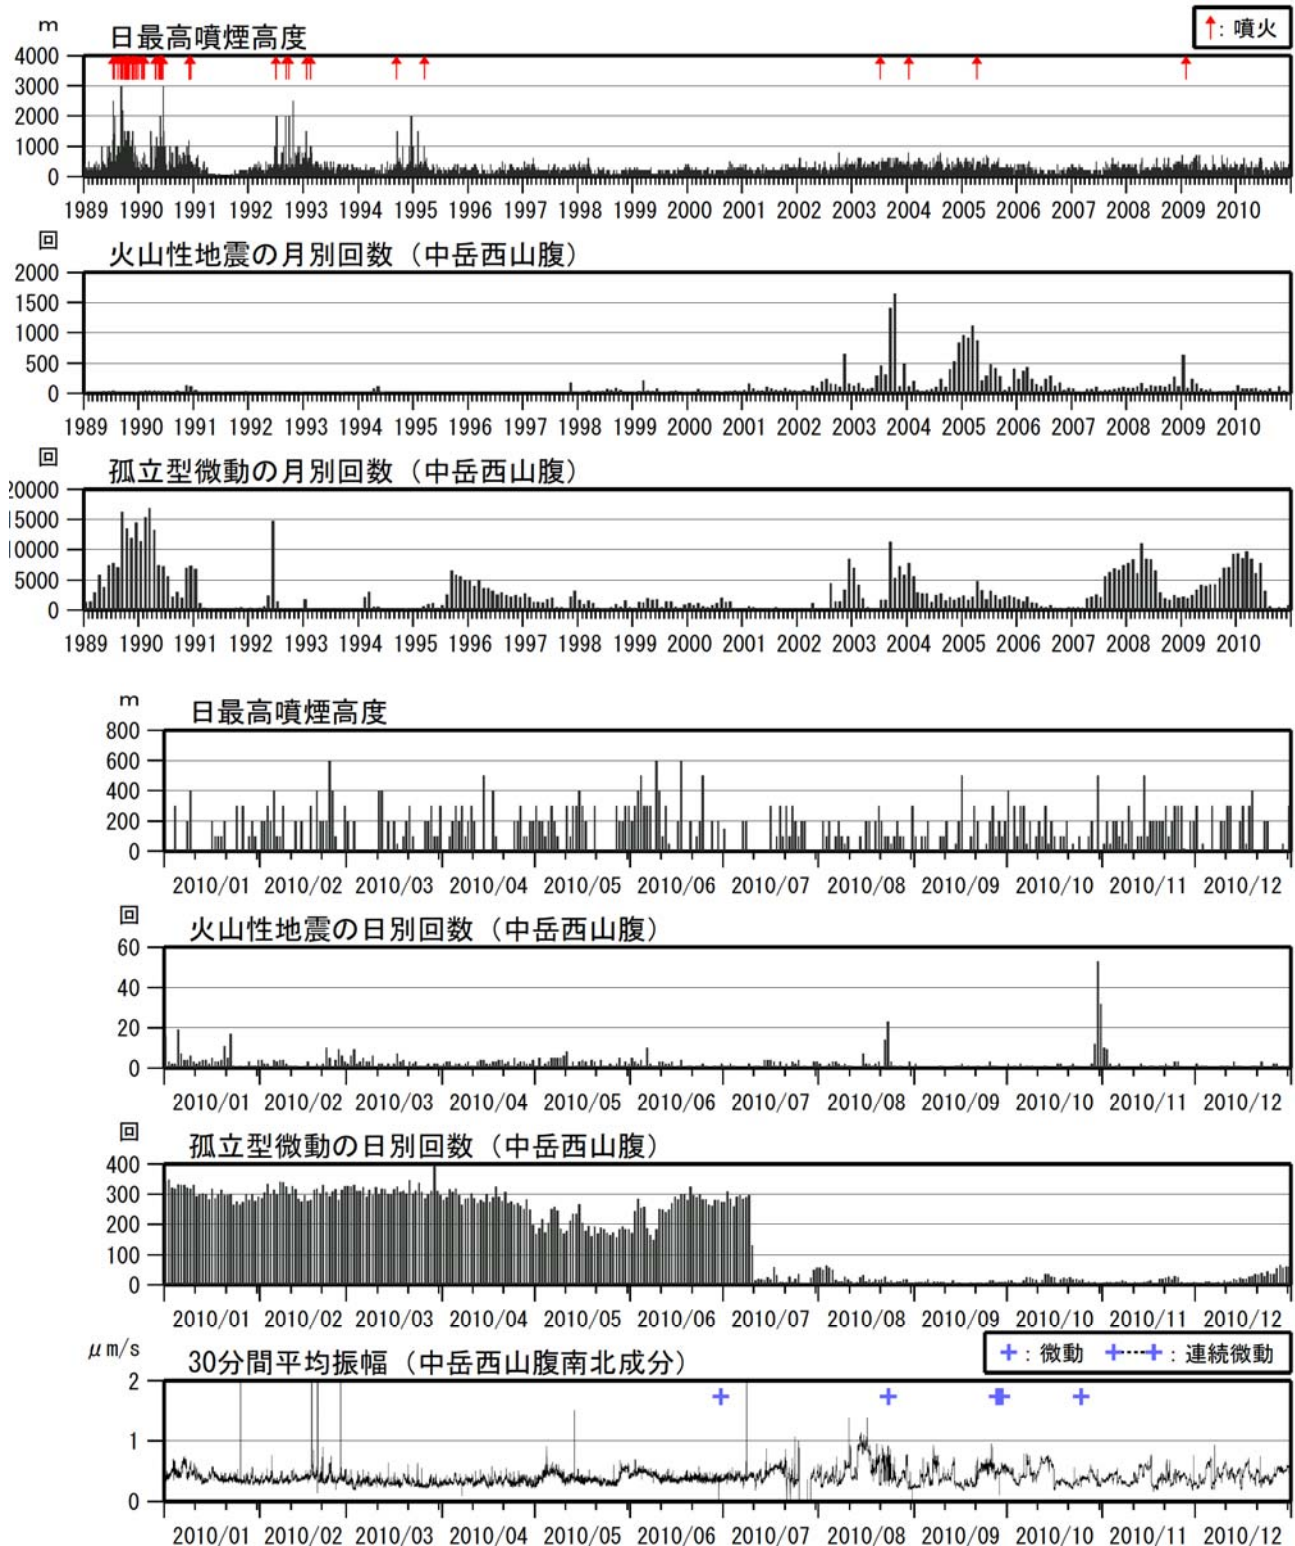 m 日最高噴煙高度
↑: 噴火
4000
3000
2000
1000
0
1989 1990 1991 1992 1993 1994 1995 1996 1997 1998 1999 2000 2001 2002 2003 2004 2005 2006 2007 2008 2009 2010
回 火山性地震の月別回数（中岳西山腹）
2000
1500
1000
500
0
1989 1990 1991 1992 1993 1994 1995 1996 1997 1998 1999 2000 2001 2002 2003 2004 2005 2006 2007 2008 2009 2010
回 孤立型微動の月別回数（中岳西山腹）
20000
15000
10000
5000
0
1989 1990 1991 1992 1993 1994 1995 1996 1997 1998 1999 2000 2001 2002 2003 2004 2005 2006 2007 2008 2009 2010
m 日最高噴煙高度
800
600
400
200
0
2010/01 2010/02 2010/03 2010/04 2010/05 2010/06 2010/07 2010/08 2010/09 2010/10 2010/11 2010/12
回 火山性地震の日別回数（中岳西山腹）
60
40
20
0
2010/01 2010/02 2010/03 2010/04 2010/05 2010/06 2010/07 2010/08 2010/09 2010/10 2010/11 2010/12
回 孤立型微動の日別回数（中岳西山腹）
400
300
200
100
0
2010/01 2010/02 2010/03 2010/04 2010/05 2010/06 2010/07 2010/08 2010/09 2010/10 2010/11 2010/12
μm/s 30分間平均振幅（中岳西山腹南北成分）
+: 微動 +----+: 連続微動
2
1
0
2010/01 2010/02 2010/03 2010/04 2010/05 2010/06 2010/07 2010/08 2010/09 2010/10 2010/11 2010/12